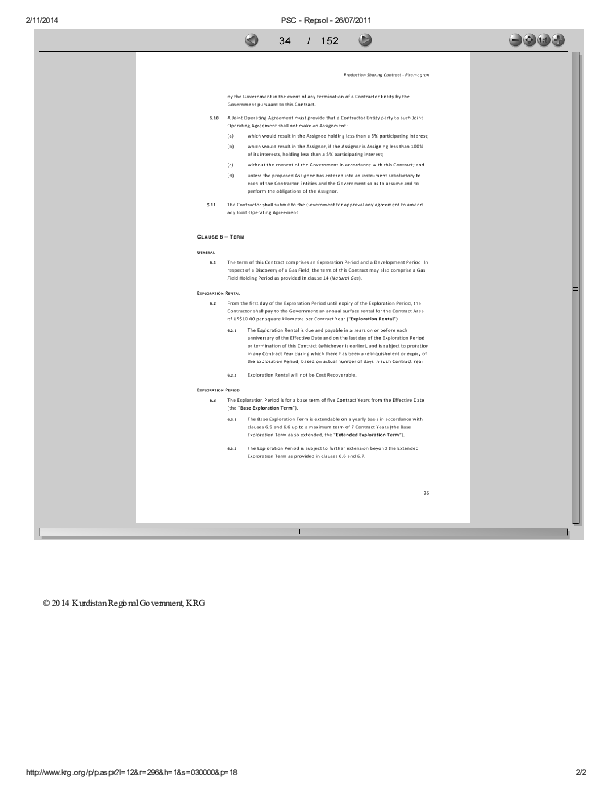 2/11/2014 PSC - Repsol - 26/07/2011
34 / 152
Production Sharing Contract -
by the Government in the event of any termination of a Contractor Entity by the
Government pursuant to this Contract.
5.10 A Joint Operating Agreement must provide that a Contractor Entity party to such Joint
Operating Agreement shall not make an Assignment:
(a) which would result in the Assignee holding less than a 5% participating interest;
(b) which would result in the Assignor, if the Assignor is Assigning less than 100%
of its interests, holding less than a 5% participating interest;
(c) without the consent of the Government in accordance with this Contract; and
(d) unless the proposed Assignee has entered into an instrument satisfactory to
each of the Contractor Entities and the Government so as to assume and to
perform the obligations of the Assignor.
5.11 The Contractor shall submit to the Government for approval any agreement to amend
any Joint Operating Agreement.
CLAUSE 6 – TERM
GENERAL
6.1 The term of this Contract comprises an Exploration Period and a Development Period. In
respect of a Discovery of a Gas Field, the term of this Contract may also comprise a Gas
Field Holding Period as provided in clause 14 (Natural Gas).
EXPLORATION RENTAL
6.2 From the first day of the Exploration Period until expiry of the Exploration Period, the
Contractor shall pay to the Government an annual surface rental for the Contract Area
of US$10.00 per square kilometre per Contract Year ("Exploration Rental").
6.2.1 The Exploration Rental is due and payable in arrears on or before each
anniversary of the Effective Date and on the last day of the Exploration Period
on termination of this Contract (whichever is earlier), and is subject to proration
in any Contract Year during which there has been a relinquishment or expiry of
the Exploration Period, based on actual number of days in such Contract Year.
6.2.2 Exploration Rental will not be Cost Recoverable.
EXPLORATION PERIOD
6.3 The Exploration Period is for a base term of five Contract Years from the Effective Date
(the "Base Exploration Term").
6.3.1 The Base Exploration Term is extendable on a yearly basis in accordance with
clauses 6.5 and 6.6 up to a maximum term of 7 Contract Years (the Base
Exploration Term as so extended, the "Extended Exploration Term").
6.3.2 The Exploration Period is subject to further extension beyond the Extended
Exploration Term as provided in clauses 6.6 and 6.7.
© 2014 Kurdistan Regional Government, KRG
http://www.krg.org/p/p.aspx?l=12&r=296&h=1&s=030000&p=18 2/2